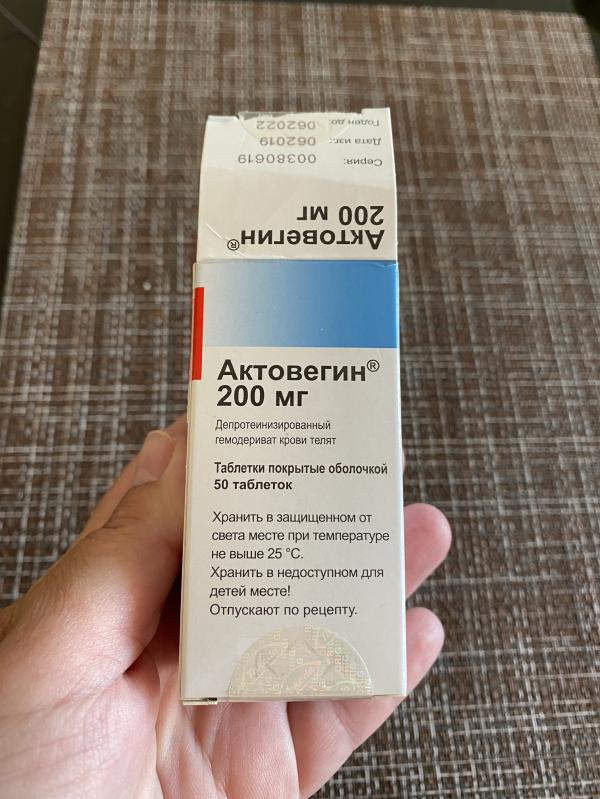 Годен до: 062022
Дата изг: 062019
Серия: 00380619
Актовегин®
200 мг
Актовегин®
200 мг
Депротеинизированный
гемодериват крови телят
Таблетки покрытые оболочкой
50 таблеток
Хранить в защищенном от
света месте при температуре
не выше 25 °C.
Хранить в недоступном для
детей месте!
Отпускают по рецепту.